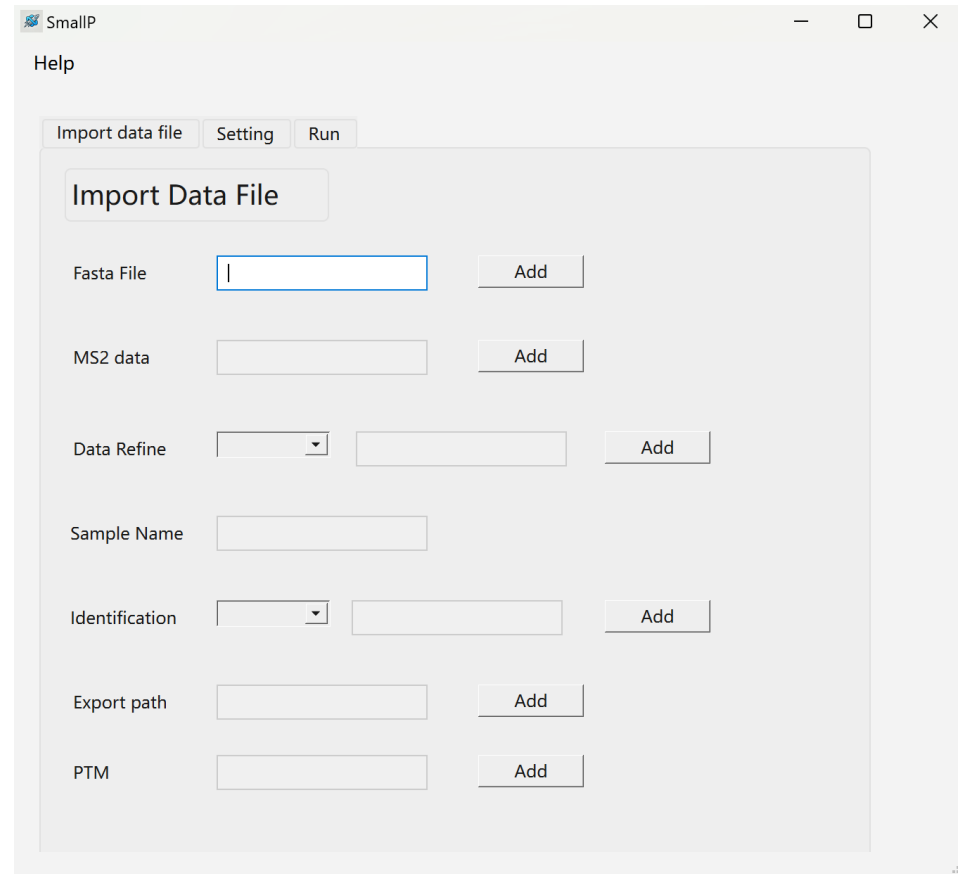 SmallP
Help
Import data file Setting Run
Import Data File
Fasta File Add
MS2 data Add
Data Refine Add
Sample Name
Identification Add
Export path Add
PTM Add